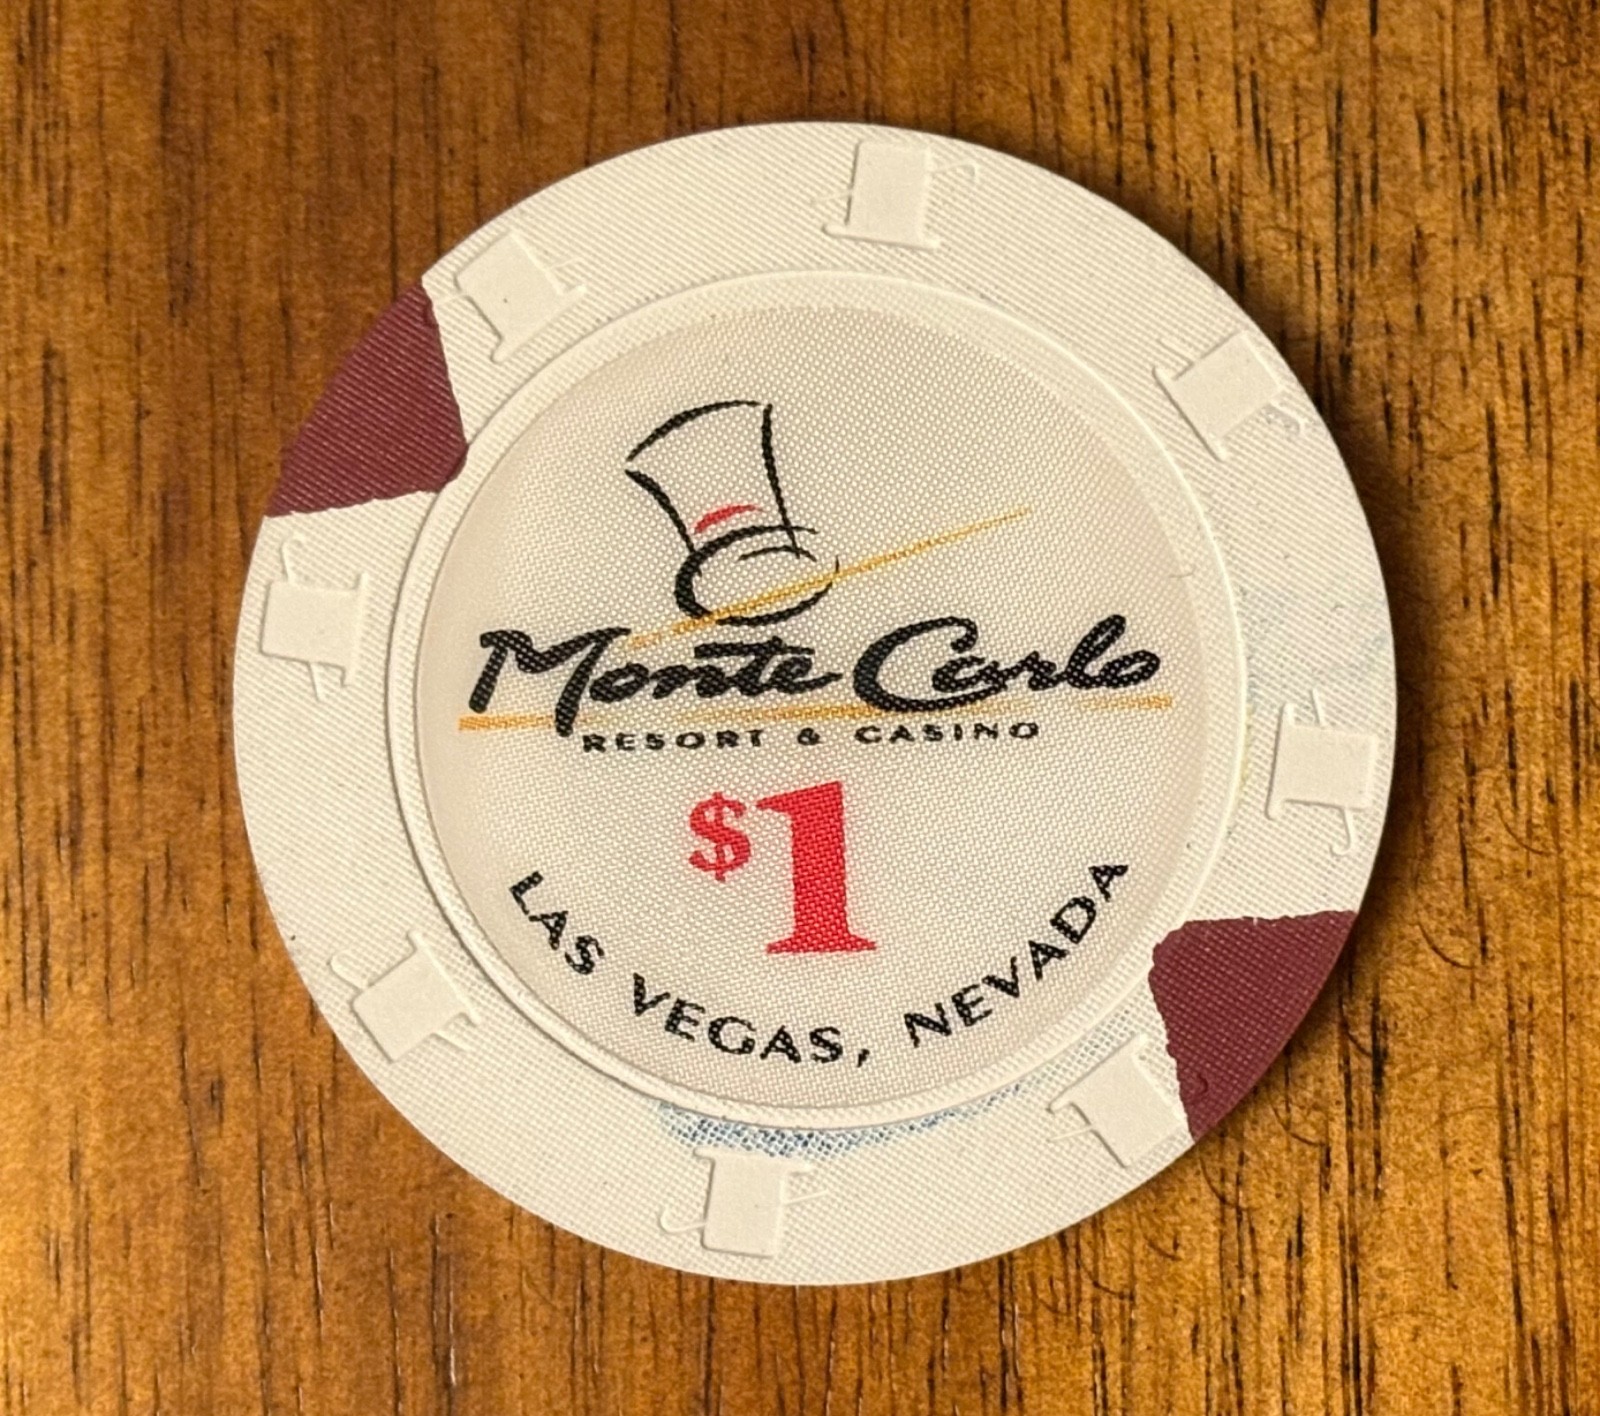 Monte Carlo
RESORT & CASINO
$1
LAS VEGAS, NEVADA